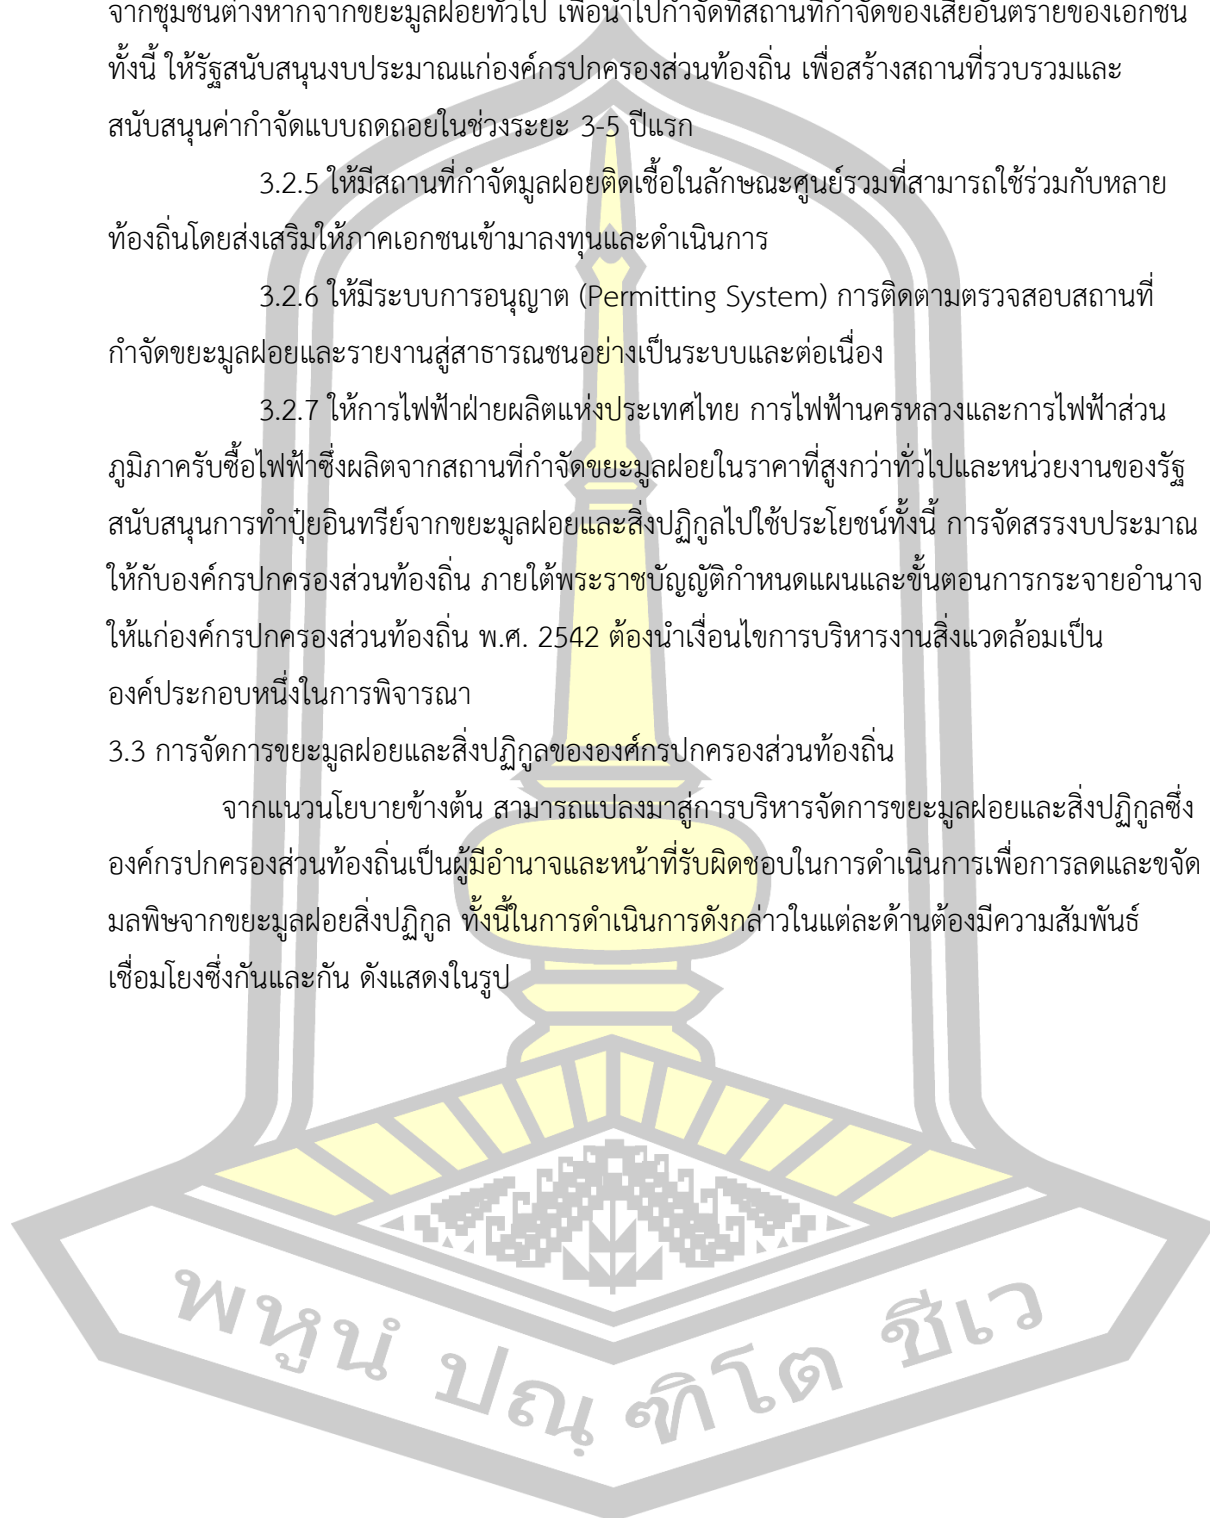 จากชุมชนต่างหากจากขยะมูลฝอยทั่วไป เพื่อนำไปกำจัดที่สถานที่กำจัดของเสียอันตรายของเอกชน
ทั้งนี้ ให้รัฐสนับสนุนงบประมาณแก่องค์กรปกครองส่วนท้องถิ่น เพื่อสร้างสถานที่รวบรวมและ
สนับสนุนค่ากำจัดแบบถดถอยในช่วงระยะ 3-5 ปีแรก
3.2.5 ให้มีสถานที่กำจัดมูลฝอยติดเชื้อในลักษณะศูนย์รวมที่สามารถใช้ร่วมกับหลาย
ท้องถิ่นโดยส่งเสริมให้ภาคเอกชนเข้ามาลงทุนและดำเนินการ
3.2.6 ให้มีระบบการอนุญาต (Permitting System) การติดตามตรวจสอบสถานที่
กำจัดขยะมูลฝอยและรายงานสู่สาธารณชนอย่างเป็นระบบและต่อเนื่อง
3.2.7 ให้การไฟฟ้าฝ่ายผลิตแห่งประเทศไทย การไฟฟ้านครหลวงและการไฟฟ้าส่วน
ภูมิภาครับซื้อไฟฟ้าซึ่งผลิตจากสถานที่กำจัดขยะมูลฝอยในราคาที่สูงกว่าทั่วไปและหน่วยงานของรัฐ
สนับสนุนการทำปุ๋ยอินทรีย์จากขยะมูลฝอยและสิ่งปฏิกูลไปใช้ประโยชน์ทั้งนี้ การจัดสรรงบประมาณ
ให้กับองค์กรปกครองส่วนท้องถิ่น ภายใต้พระราชบัญญัติกำหนดแผนและขั้นตอนการกระจายอำนาจ
ให้แก่องค์กรปกครองส่วนท้องถิ่น พ.ศ. 2542 ต้องนำเงื่อนไขการบริหารงานสิ่งแวดล้อมเป็น
องค์ประกอบหนึ่งในการพิจารณา
3.3 การจัดการขยะมูลฝอยและสิ่งปฏิกูลขององศ์กรปกครองส่วนท้องถิ่น
จากแนวนโยบายข้างต้น สามารถแปลงมาสู่การบริหารจัดการขยะมูลฝอยและสิ่งปฏิกูลซึ่ง
องค์กรปกครองส่วนท้องถิ่นเป็นผู้มีอำนาจและหน้าที่รับผิดชอบในการดำเนินการเพื่อการลดและขจัด
มลพิษจากขยะมูลฝอยสิ่งปฏิกูล ทั้งนี้ในการดำเนินการดังกล่าวในแต่ละด้านต้องมีความสัมพันธ์
เชื่อมโยงซึ่งกันและกัน ดังแสดงในรูป
พหูนํ ปณฺฑิโต ชีเว